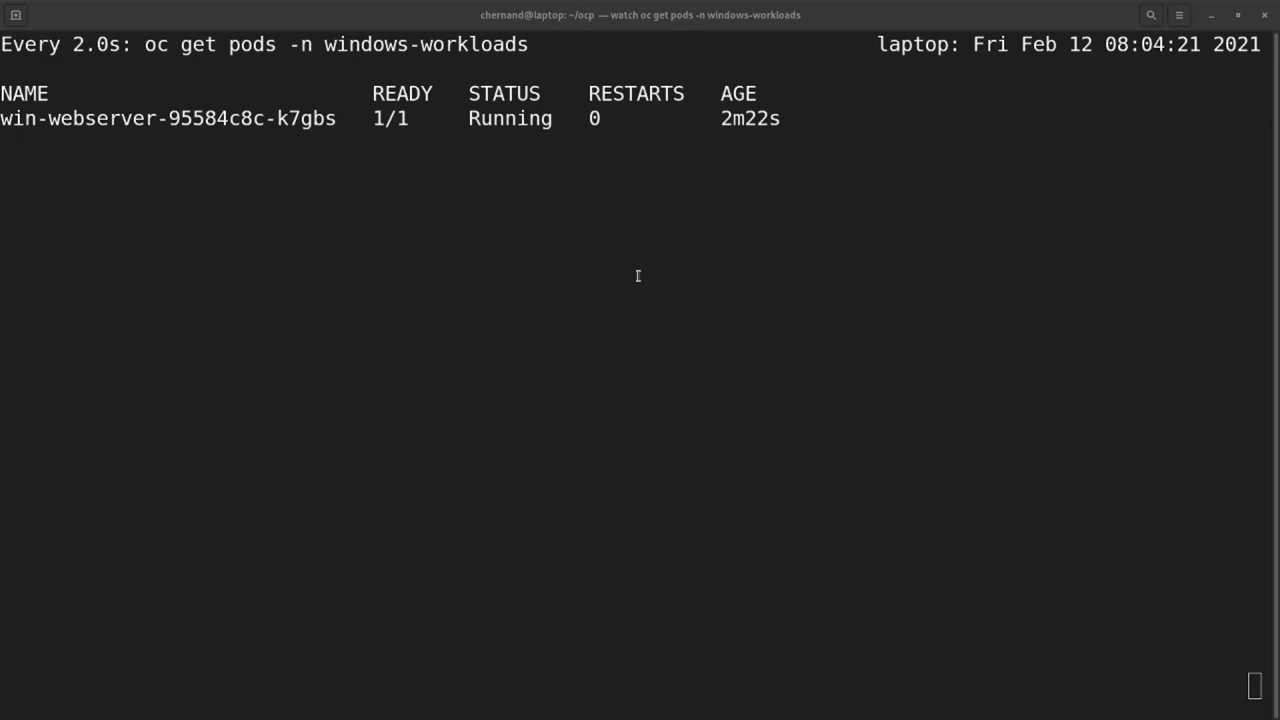 chernand@laptop: ~/ocp — watch oc get pods -n windows-workloads
Every 2.0s: oc get pods -n windows-workloads laptop: Fri Feb 12 08:04:21 2021
NAME READY STATUS RESTARTS AGE
win-webserver-95584c8c-k7gbs 1/1 Running 0 2m22s